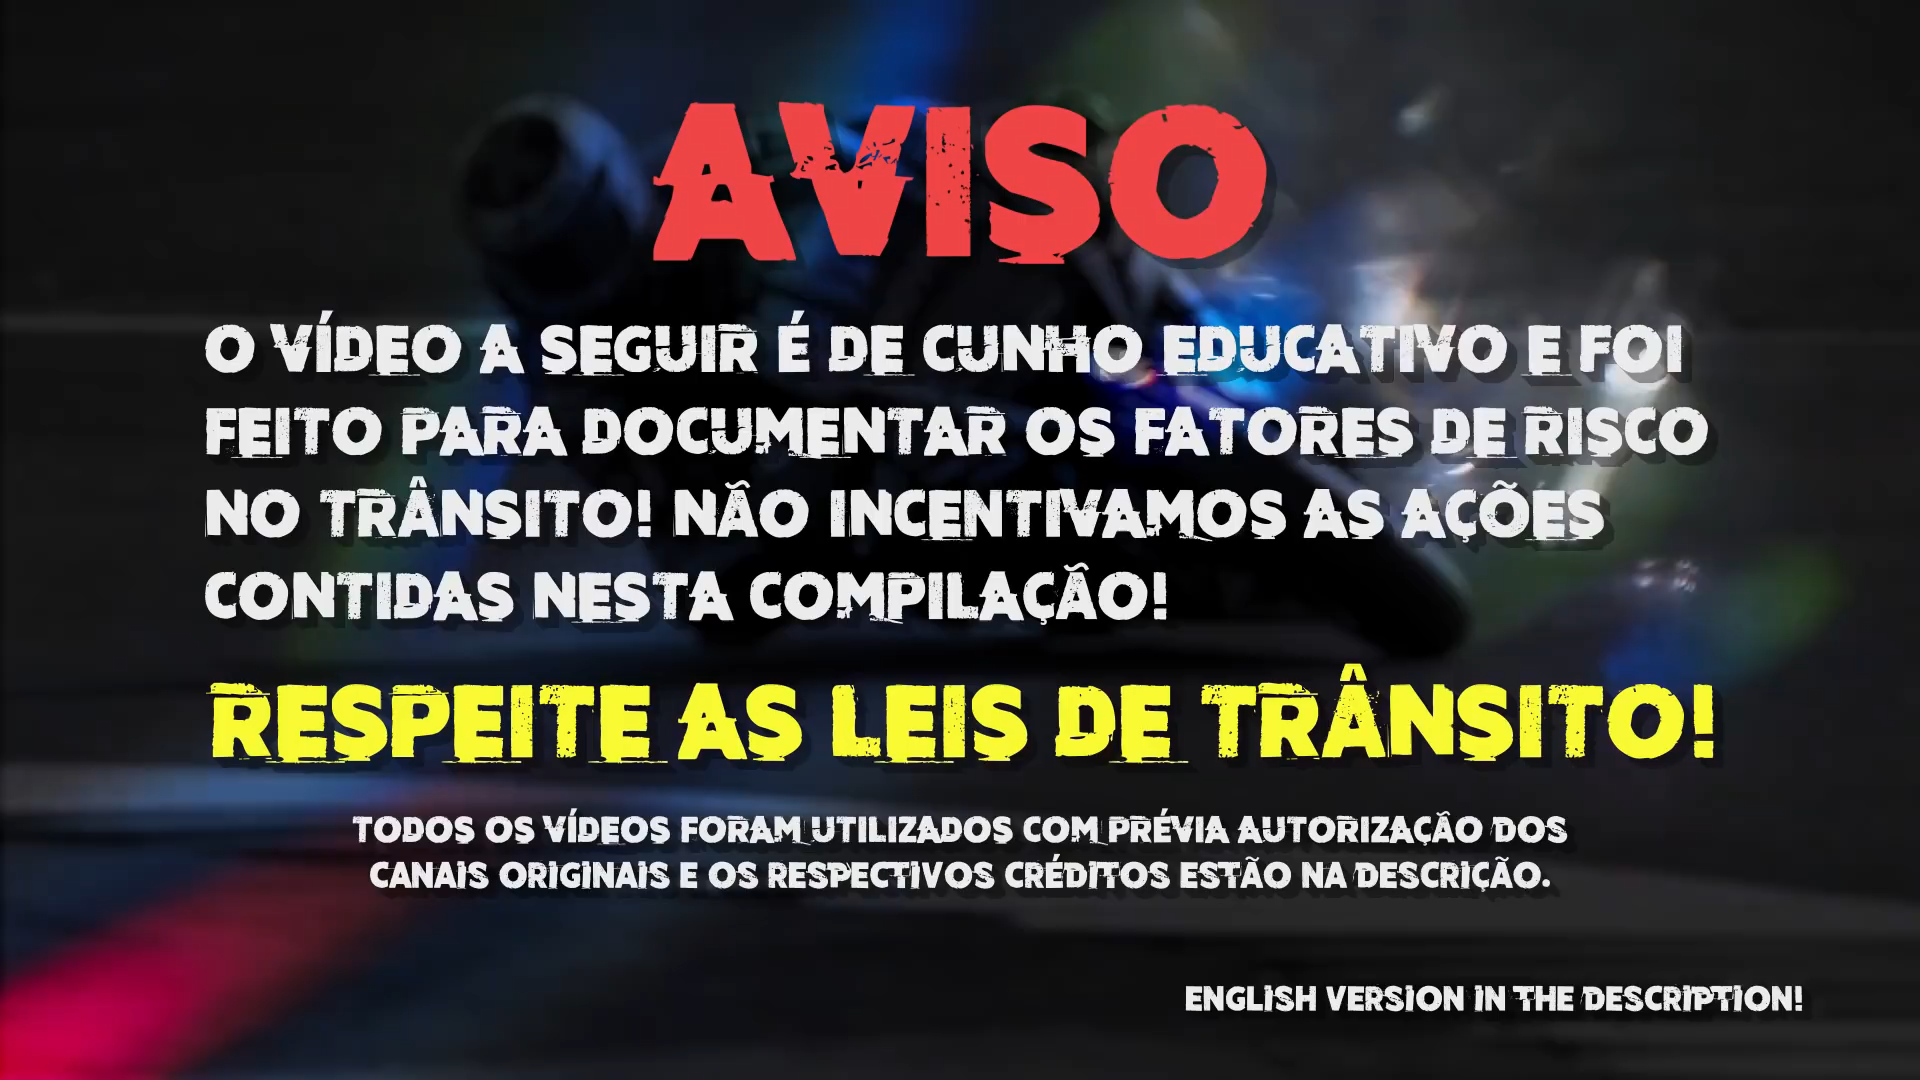 AVISO
O VÍDEO A SEGUIR É DE CUNHO EDUCATIVO E FOI
FEITO PARA DOCUMENTAR OS FATORES DE RISCO
NO TRÂNSITO! NÃO INCENTIVAMOS AS AÇÕES
CONTIDAS NESTA COMPILAÇÃO!
RESPEITE AS LEIS DE TRÂNSITO!
TODOS OS VÍDEOS FORAM UTILIZADOS COM PRÉVIA AUTORIZAÇÃO DOS
CANAIS ORIGINAIS E OS RESPECTIVOS CRÉDITOS ESTÃO NA DESCRIÇÃO.
ENGLISH VERSION IN THE DESCRIPTION!